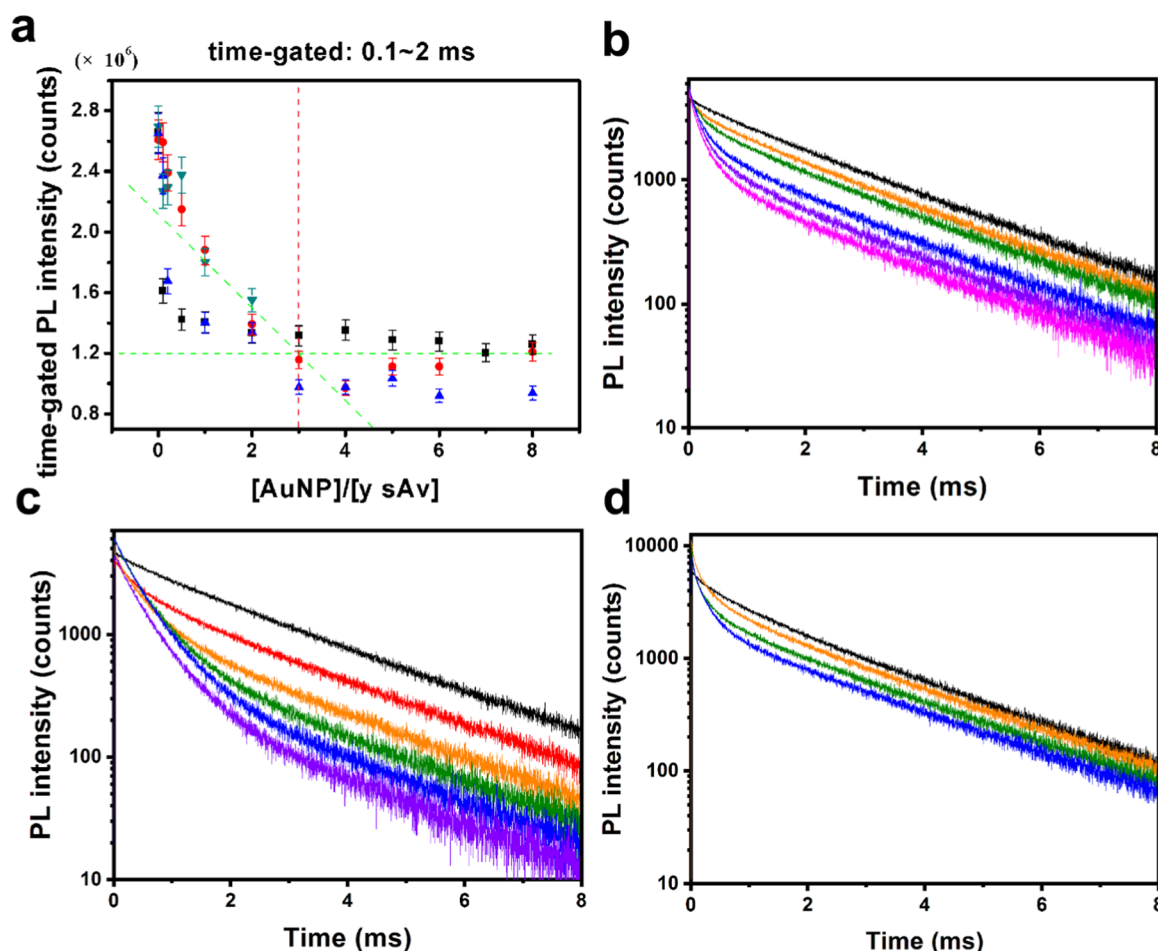 a
time-gated: 0.1~2 ms
(× 10⁶)
time-gated PL intensity (counts)
2.8
2.4
2.0
1.6
1.2
0.8
0 2 4 6 8
[AuNP]/[y sAv]
b
PL intensity (counts)
1000
100
10
0 2 4 6 8
Time (ms)
c
PL intensity (counts)
1000
100
10
0 2 4 6 8
Time (ms)
d
PL intensity (counts)
10000
1000
100
10
0 2 4 6 8
Time (ms)